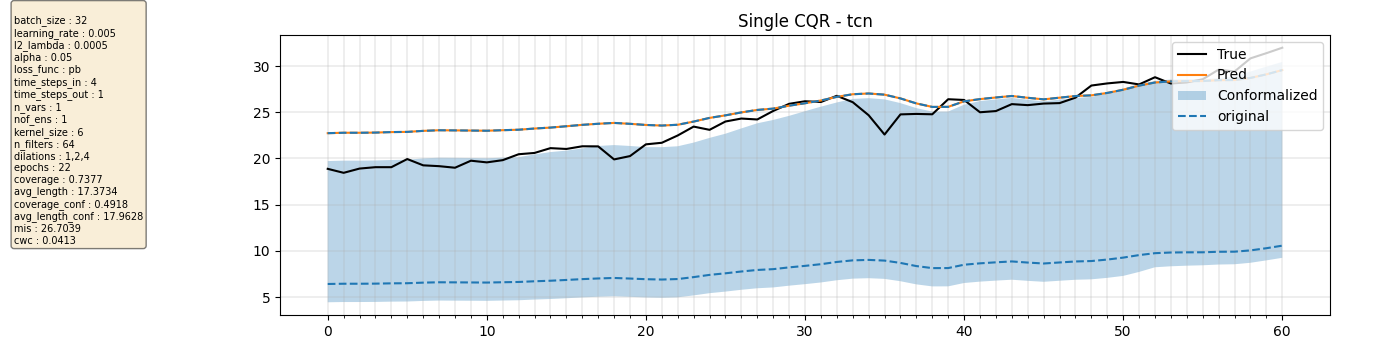 batch_size : 32
learning_rate : 0.005
l2_lambda : 0.0005
alpha : 0.05
loss_func : pb
time_steps_in : 4
time_steps_out : 1
n_vars : 1
nof_ens : 1
kernel_size : 6
n_filters : 64
dilations : 1,2,4
epochs : 22
coverage : 0.7377
avg_length : 17.3734
coverage_conf : 0.4918
avg_length_conf : 17.9628
mis : 26.7039
cwc : 0.0413
Single CQR - tcn
30
25
20
15
10
5
0
10
20
30
40
50
60
True
Pred
Conformalized
original